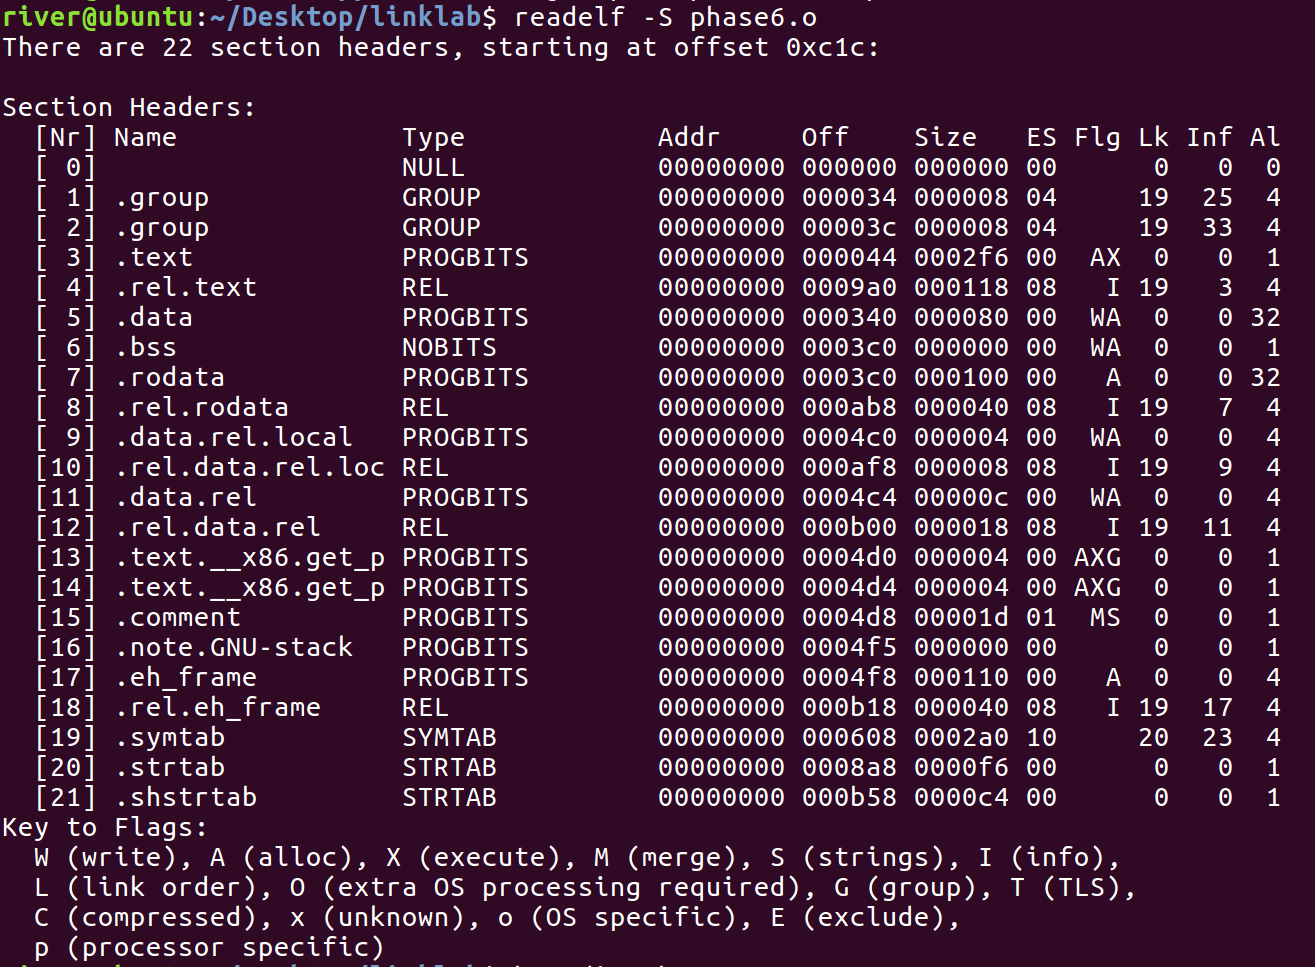 river@ubuntu:~/Desktop/linklab$ readelf -S phase6.o
There are 22 section headers, starting at offset 0xc1c:

Section Headers:
  [Nr] Name              Type            Addr     Off    Size   ES Flg Lk Inf Al
  [ 0]                   NULL            00000000 000000 000000 00      0   0  0
  [ 1] .group            GROUP           00000000 000034 000008 04     19  25  4
  [ 2] .group            GROUP           00000000 00003c 000008 04     19  33  4
  [ 3] .text             PROGBITS        00000000 000044 0002f6 00  AX  0   0  1
  [ 4] .rel.text         REL             00000000 0009a0 000118 08   I 19   3  4
  [ 5] .data             PROGBITS        00000000 000340 000080 00  WA  0   0 32
  [ 6] .bss              NOBITS          00000000 0003c0 000000 00  WA  0   0  1
  [ 7] .rodata           PROGBITS        00000000 0003c0 000100 00   A  0   0 32
  [ 8] .rel.rodata       REL             00000000 000ab8 000040 08   I 19   7  4
  [ 9] .data.rel.local   PROGBITS        00000000 0004c0 000004 00  WA  0   0  4
  [10] .rel.data.rel.loc REL             00000000 000af8 000008 08   I 19   9  4
  [11] .data.rel         PROGBITS        00000000 0004c4 00000c 00  WA  0   0  4
  [12] .rel.data.rel     REL             00000000 000b00 000018 08   I 19  11  4
  [13] .text.__x86.get_p PROGBITS        00000000 0004d0 000004 00 AXG  0   0  1
  [14] .text.__x86.get_p PROGBITS        00000000 0004d4 000004 00 AXG  0   0  1
  [15] .comment          PROGBITS        00000000 0004d8 00001d 01  MS  0   0  1
  [16] .note.GNU-stack   PROGBITS        00000000 0004f5 000000 00      0   0  1
  [17] .eh_frame         PROGBITS        00000000 0004f8 000110 00   A  0   0  4
  [18] .rel.eh_frame     REL             00000000 000b18 000040 08   I 19  17  4
  [19] .symtab           SYMTAB          00000000 000608 0002a0 10     20  23  4
  [20] .strtab           STRTAB          00000000 0008a8 0000f6 00      0   0  1
  [21] .shstrtab         STRTAB          00000000 000b58 0000c4 00      0   0  1
Key to Flags:
  W (write), A (alloc), X (execute), M (merge), S (strings), I (info),
  L (link order), O (extra OS processing required), G (group), T (TLS),
  C (compressed), x (unknown), o (OS specific), E (exclude),
  p (processor specific)